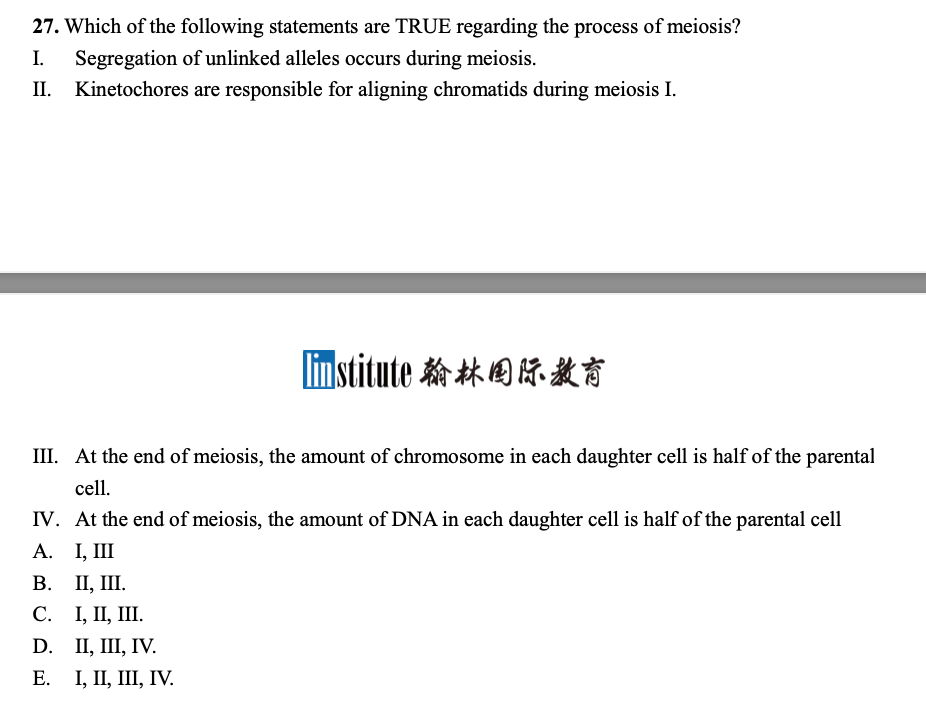 27. Which of the following statements are TRUE regarding the process of meiosis?
I. Segregation of unlinked alleles occurs during meiosis.
II. Kinetochores are responsible for aligning chromatids during meiosis I.
linstitute 翰林国际教育
III. At the end of meiosis, the amount of chromosome in each daughter cell is half of the parental
cell.
IV. At the end of meiosis, the amount of DNA in each daughter cell is half of the parental cell
A. I, III
B. II, III.
C. I, II, III.
D. II, III, IV.
E. I, II, III, IV.